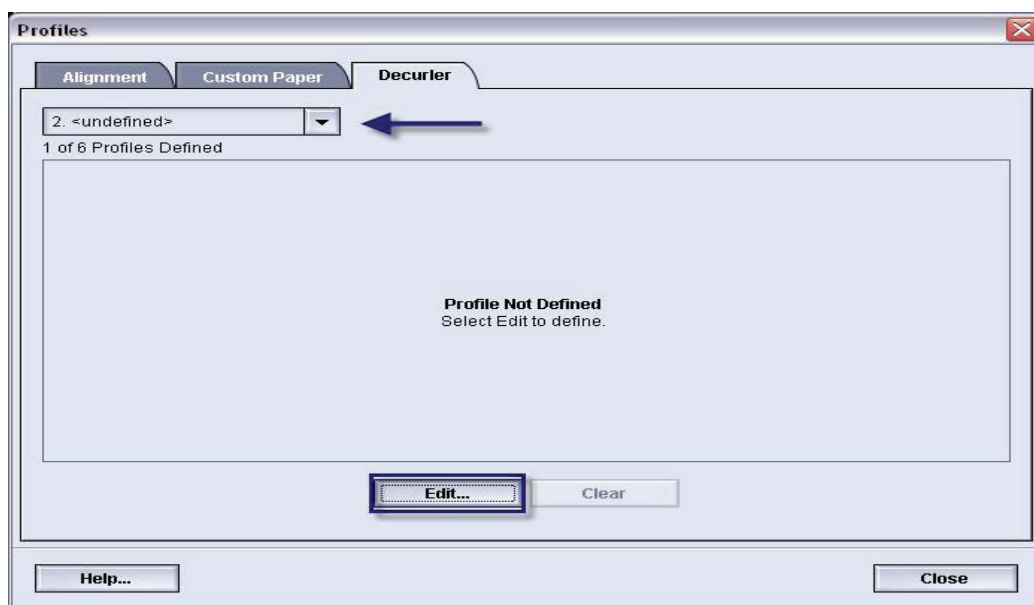 Profiles
Alignment Custom Paper Decurler
2. <undefined>
1 of 6 Profiles Defined
Profile Not Defined
Select Edit to define.
Edit... Clear
Help... Close